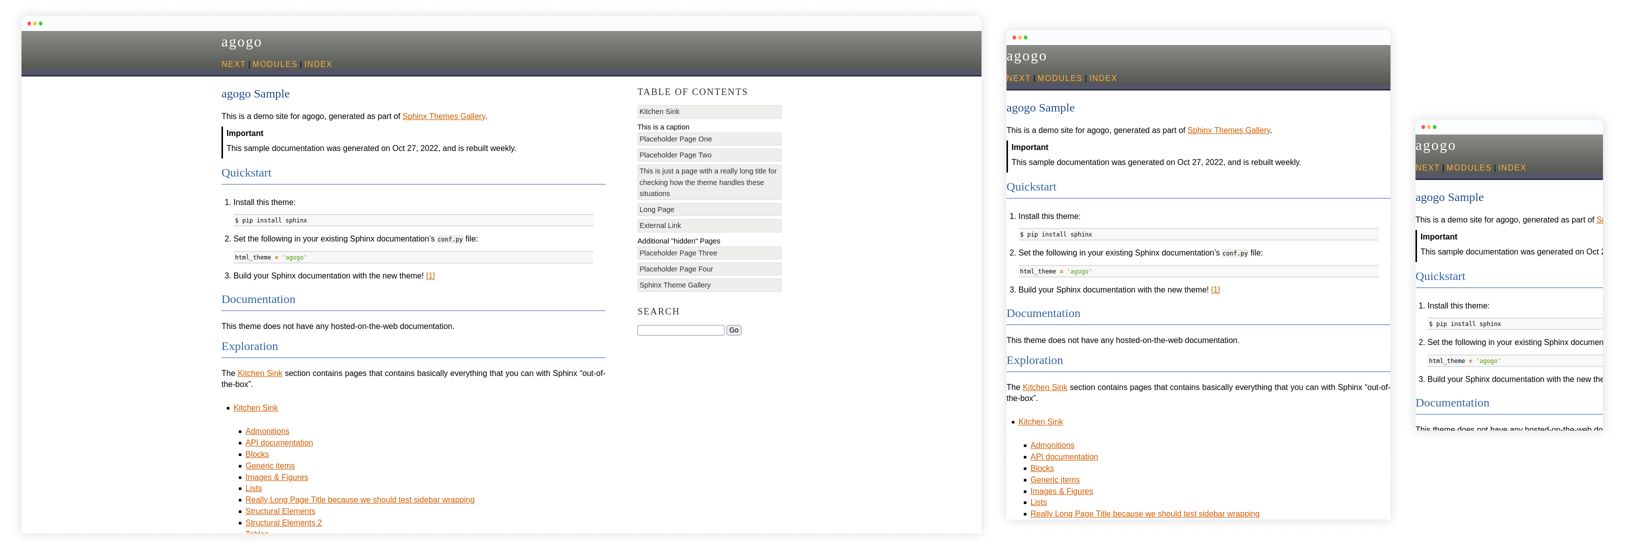 agogo
NEXT | MODULES | INDEX
agogo Sample
This is a demo site for agogo, generated as part of Sphinx Themes Gallery.
Important
This sample documentation was generated on Oct 27, 2022, and is rebuilt weekly.
Quickstart
1. Install this theme:
$ pip install sphinx
2. Set the following in your existing Sphinx documentation's conf.py file:
html_theme = 'agogo'
3. Build your Sphinx documentation with the new theme! [1]
Documentation
This theme does not have any hosted-on-the-web documentation.
Exploration
The Kitchen Sink section contains pages that contains basically everything that you can with Sphinx “out-of-
the-box”.
Kitchen Sink
Admonitions
API documentation
Blocks
Generic items
Images & Figures
Lists
Really Long Page Title because we should test sidebar wrapping
Structural Elements
Structural Elements 2
TABLE OF CONTENTS
Kitchen Sink
This is a caption
Placeholder Page One
Placeholder Page Two
This is just a page with a really long title for
checking how the theme handles these
situations
Long Page
External Link
Additional "hidden" Pages
Placeholder Page Three
Placeholder Page Four
Sphinx Theme Gallery
SEARCH
Go
agogo
NEXT | MODULES | INDEX
agogo Sample
This is a demo site for agogo, generated as part of Sphinx Themes Gallery.
Important
This sample documentation was generated on Oct 27, 2022, and is rebuilt weekly.
Quickstart
1. Install this theme:
$ pip install sphinx
2. Set the following in your existing Sphinx documentation's conf.py file:
html_theme = 'agogo'
3. Build your Sphinx documentation with the new theme! [1]
Documentation
This theme does not have any hosted-on-the-web documentation.
Exploration
The Kitchen Sink section contains pages that contains basically everything that you can with Sphinx “out-of-
the-box”.
Kitchen Sink
Admonitions
API documentation
Blocks
Generic items
Images & Figures
Lists
Really Long Page Title because we should test sidebar wrapping
agogo
NEXT | MODULES | INDEX
agogo Sample
This is a demo site for agogo, generated as part of
Important
This sample documentation was generated on Oct
Quickstart
1. Install this theme:
$ pip install sphinx
2. Set the following in your existing Sphinx documen
html_theme = 'agogo'
3. Build your Sphinx documentation with the new the
Documentation
This theme does not have any hosted-on-the-web do